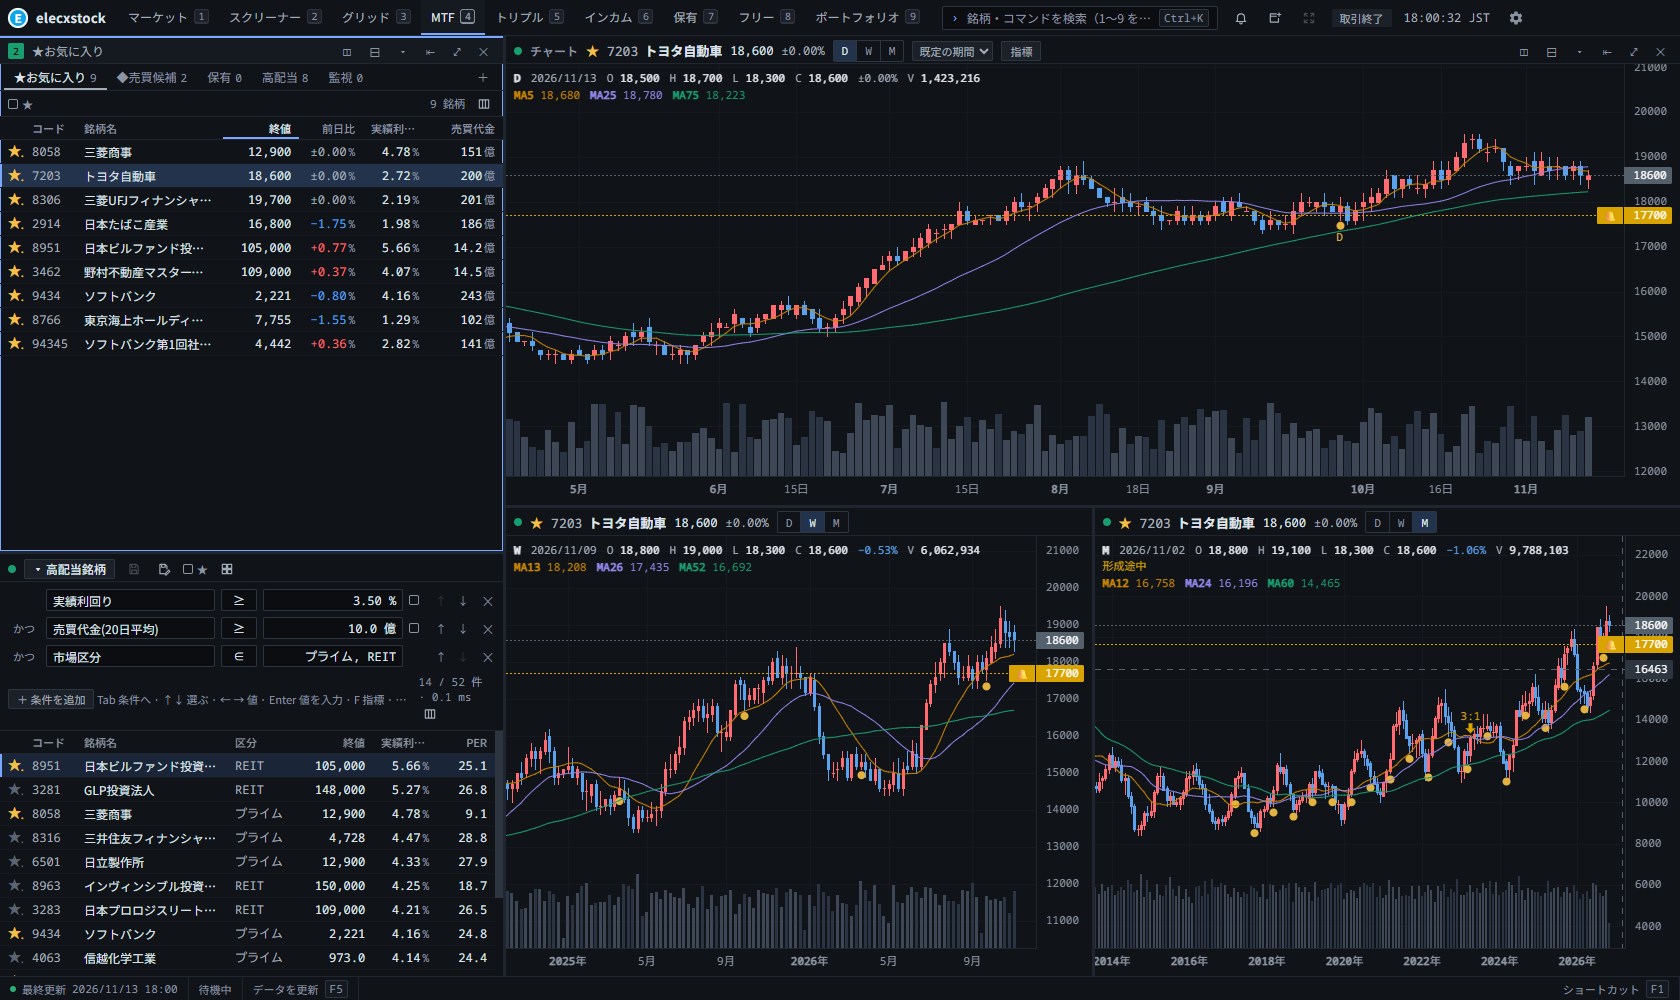 elecxstock マーケット 1 スクリーナー 2 グリッド 3 MTF 4 トリプル 5 インカム 6 保有 7 フリー 8 ポートフォリオ 9 › 銘柄・コマンドを検索 (1〜9 を… Ctrl+K 取引終了 18:00:32 JST
2 ★お気に入り
★お気に入り 9 ◆売買候補 2 保有 0 高配当 8 監視 0 +
★ 9 銘柄
コード 銘柄名 終値 前日比 実績利… 売買代金
★ 8058 三菱商事 12,900 ±0.00% 4.78% 151億
★ 7203 トヨタ自動車 18,600 ±0.00% 2.72% 200億
★ 8306 三菱UFJフィナンシャ… 19,700 ±0.00% 2.19% 201億
★ 2914 日本たばこ産業 16,800 −1.75% 1.98% 186億
★ 8951 日本ビルファンド投… 105,000 +0.77% 5.66% 14.2億
★ 3462 野村不動産マスター… 109,000 +0.37% 4.07% 14.5億
★ 9434 ソフトバンク 2,221 −0.80% 4.16% 243億
★ 8766 東京海上ホールディ… 7,755 −1.55% 1.29% 102億
★ 94345 ソフトバンク第1回社… 4,442 +0.36% 2.82% 141億
高配当銘柄 ★
実績利回り ≥ 3.50 % ↑ ↓ ×
かつ 売買代金(20日平均) ≥ 10.0 億 ↑ ↓ ×
かつ 市場区分 ∈ プライム, REIT ↑ ↓ ×
+ 条件を追加 Tab 条件へ · ↑↓ 選ぶ · ←→ 値 · Enter 値を入力 · F 指標 · …
14 / 52 件
· 0.1 ms
コード 銘柄名 区分 終値 実績利… PER
★ 8951 日本ビルファンド投資… REIT 105,000 5.66% 25.1
★ 3281 GLP投資法人 REIT 148,000 5.27% 26.8
★ 8058 三菱商事 プライム 12,900 4.78% 9.1
★ 8316 三井住友フィナンシャ… プライム 4,728 4.47% 28.8
★ 6501 日立製作所 プライム 12,900 4.33% 27.9
★ 8963 インヴィンシブル投資… REIT 150,000 4.25% 18.7
★ 3283 日本プロロジスリート… REIT 109,000 4.21% 26.5
★ 9434 ソフトバンク プライム 2,221 4.16% 24.8
★ 4063 信越化学工業 プライム 973.0 4.14% 24.4
チャート ★ 7203 トヨタ自動車 18,600 ±0.00% D W M 既定の期間 指標
D 2026/11/13 O 18,500 H 18,700 L 18,300 C 18,600 ±0.00% V 1,423,216
MA5 18,680 MA25 18,780 MA75 18,223
21000
20000
19000
18600
18000
17700
17000
16000
15000
14000
13000
12000
D
5月 6月 15日 7月 15日 8月 18日 9月 10月 16日 11月
★ 7203 トヨタ自動車 18,600 ±0.00% D W M
W 2026/11/09 O 18,800 H 19,000 L 18,300 C 18,600 −0.53% V 6,062,934
MA13 18,208 MA26 17,435 MA52 16,692
21000
20000
19000
18600
18000
17700
17000
16000
15000
14000
13000
12000
11000
2025年 5月 9月 2026年 5月 9月
★ 7203 トヨタ自動車 18,600 ±0.00% D W M
M 2026/11/02 O 18,800 H 19,100 L 18,300 C 18,600 −1.06% V 9,788,103
形成途中
MA12 16,758 MA24 16,196 MA60 14,465
22000
20000
18600
17700
16463
14000
12000
10000
8000
6000
4000
3:1
2014年 2016年 2018年 2020年 2022年 2024年 2026年
最終更新 2026/11/13 18:00 待機中 データを更新 F5 ショートカット F1